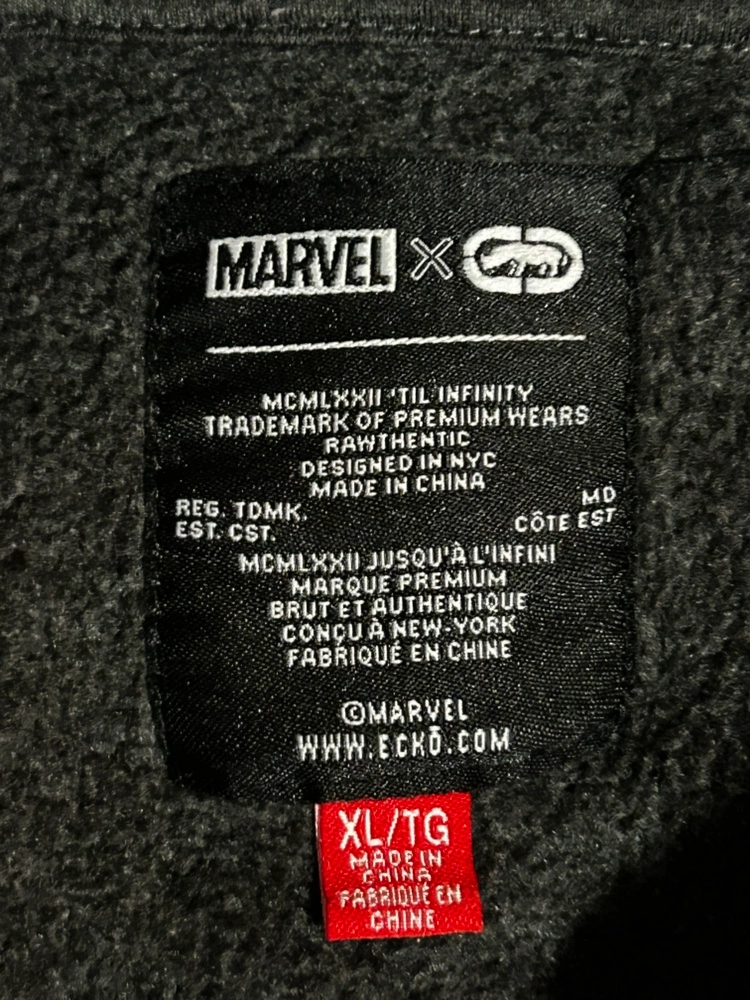 MARVEL X
MCMLXXII 'TIL INFINITY
TRADEMARK OF PREMIUM WEARS
RAWTHENTIC
DESIGNED IN NYC
MADE IN CHINA
REG. TDMK. MD
EST. CST. CÔTE EST
MCMLXXII JUSQU'À L'INFINI
MARQUE PREMIUM
BRUT ET AUTHENTIQUE
CONÇU À NEW-YORK
FABRIQUÉ EN CHINE
©MARVEL
WWW.ECKŌ.COM
XL/TG
MADE IN
CHINA
FABRIQUÉ EN
CHINE